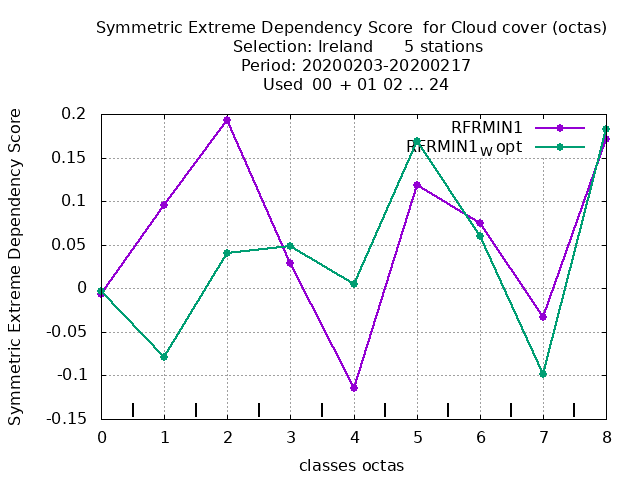 Symmetric Extreme Dependency Score for Cloud cover (octas)
Selection: Ireland 5 stations
Period: 20200203-20200217
Used 00 + 01 02 ... 24
Symmetric Extreme Dependency Score
0.2
0.15
0.1
0.05
0
-0.05
-0.1
-0.15
RFRMIN1
RFRMIN1W opt
0 1 2 3 4 5 6 7 8
classes octas